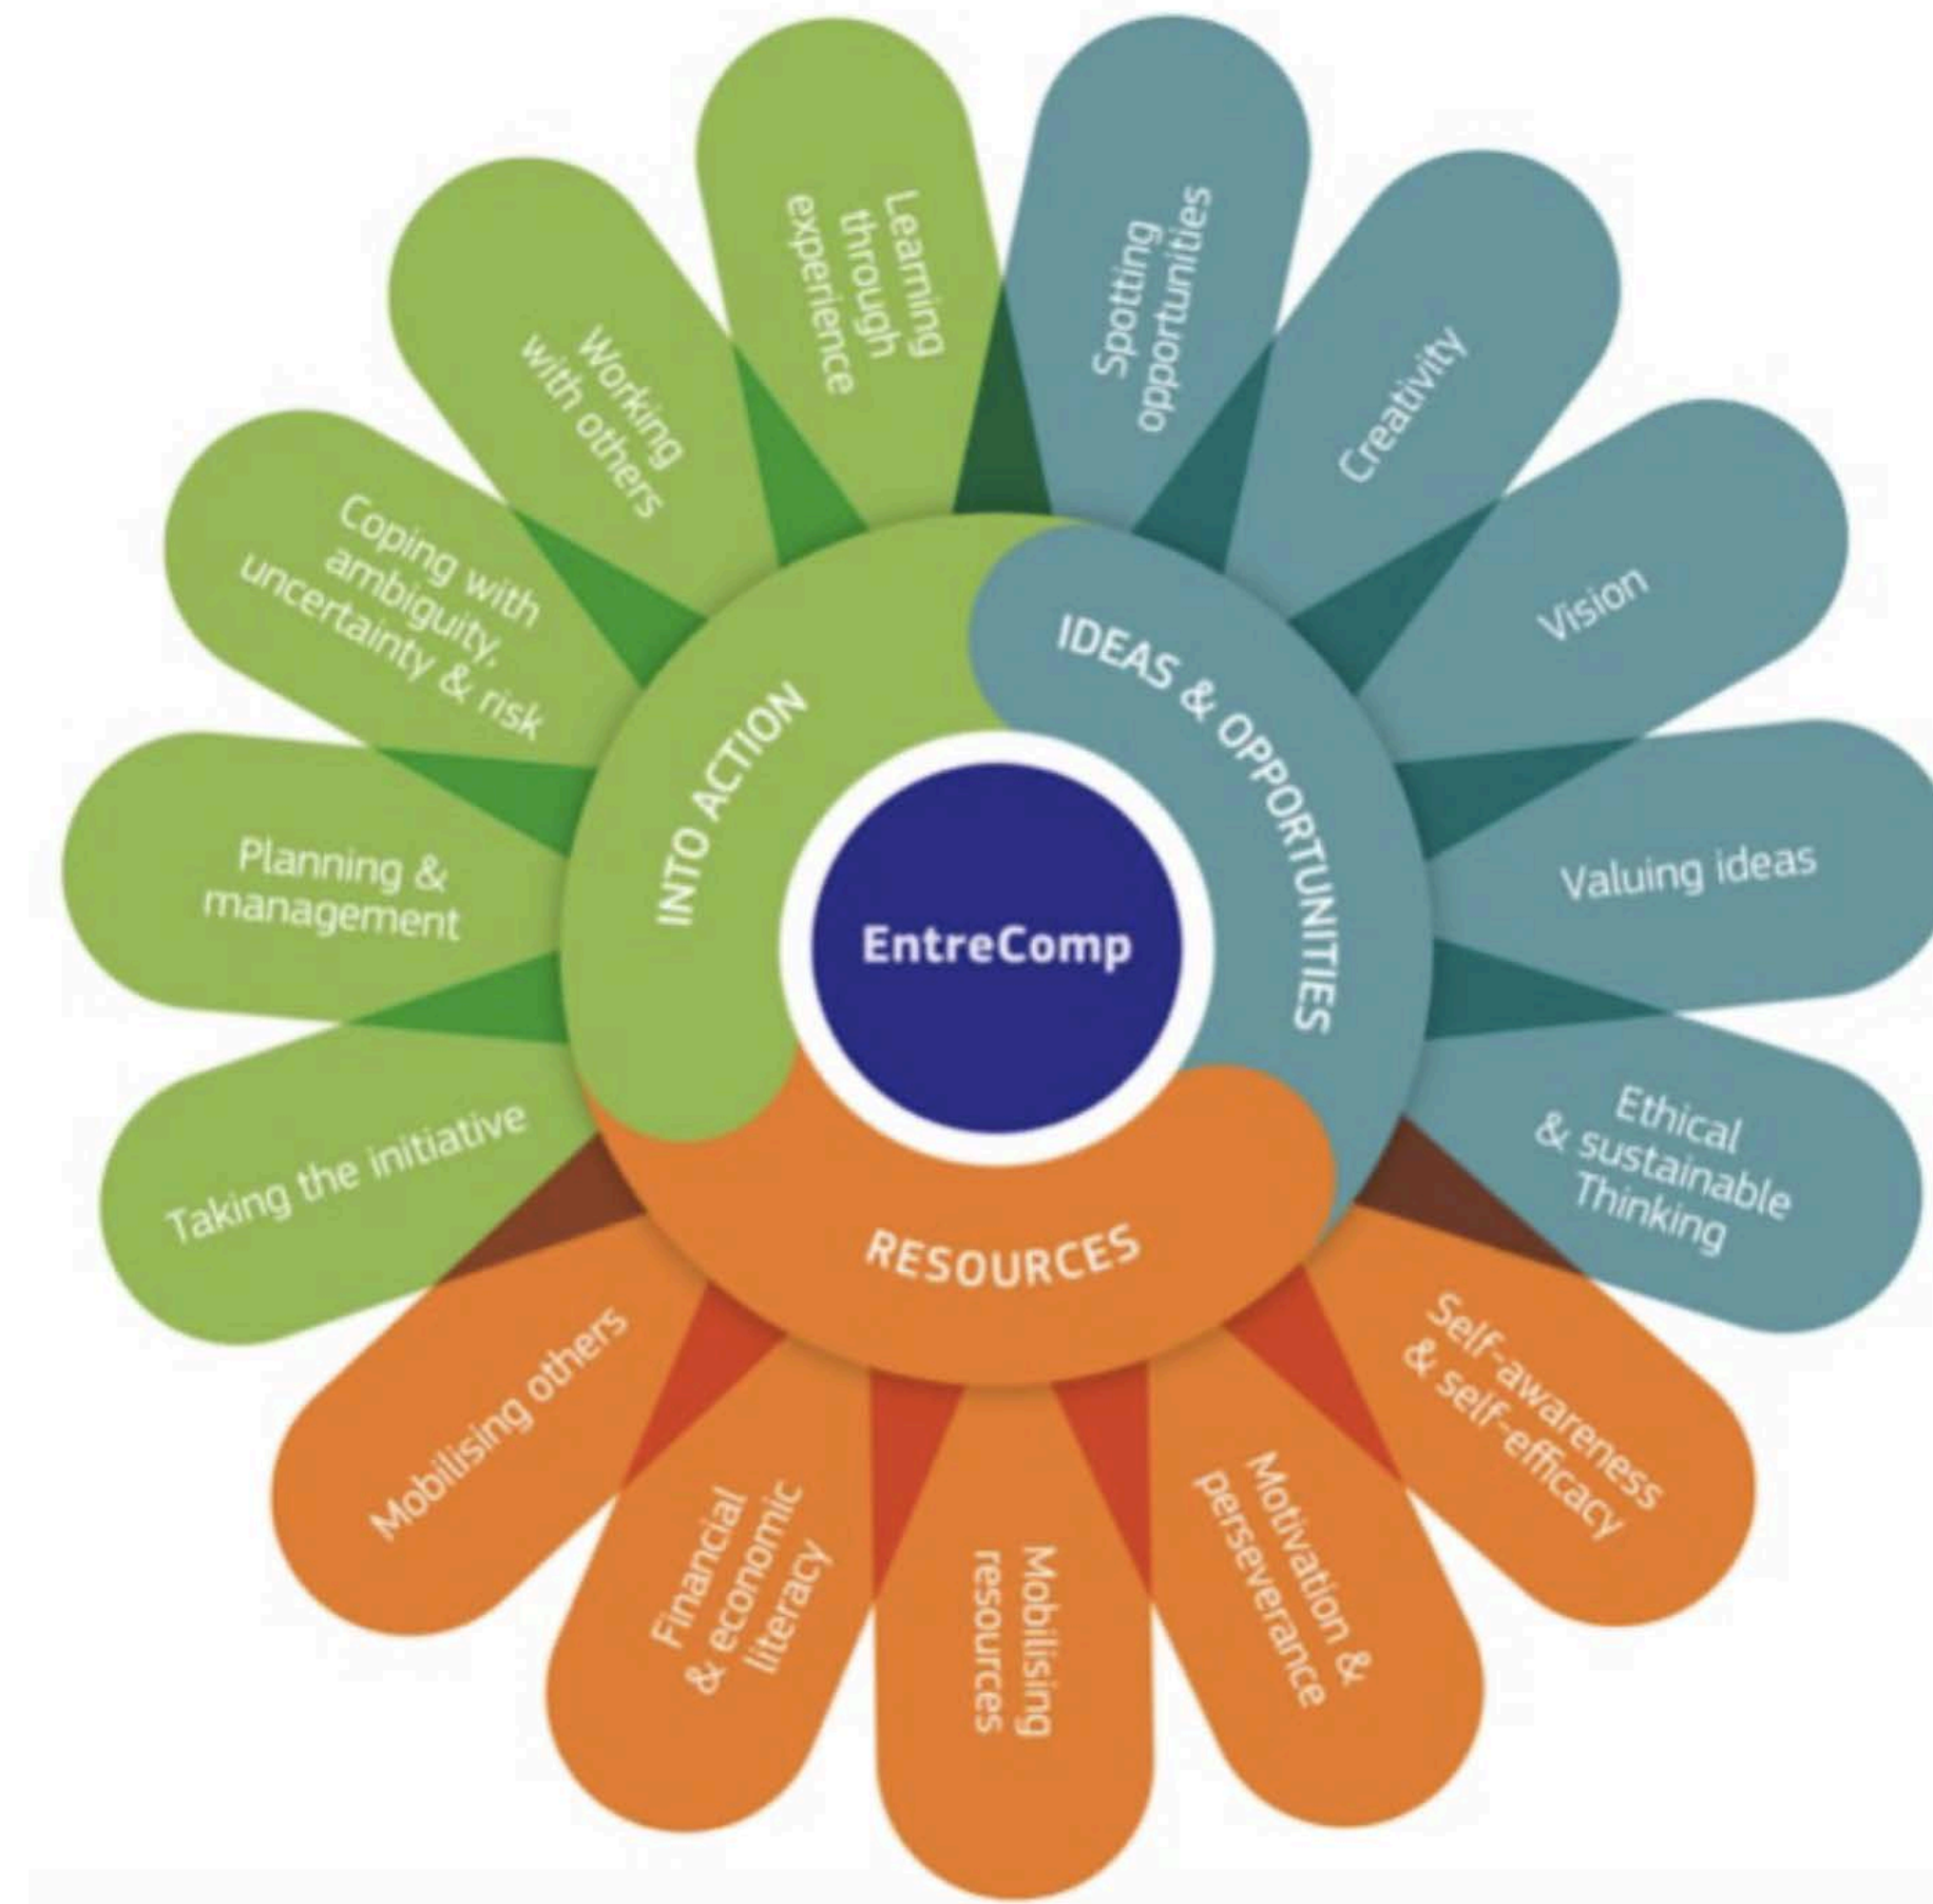 EntreComp
IDEAS & OPPORTUNITIES
Spotting
opportunities
Creativity
Vision
Valuing ideas
Ethical
& sustainable
Thinking
RESOURCES
Self-awareness
& self-efficacy
Motivation &
perseverance
Mobilising
resources
Financial
& economic
literacy
Mobilising others
INTO ACTION
Taking the initiative
Planning &
management
Coping with
ambiguity,
uncertainty & risk
Working
with others
Learning
through
experience